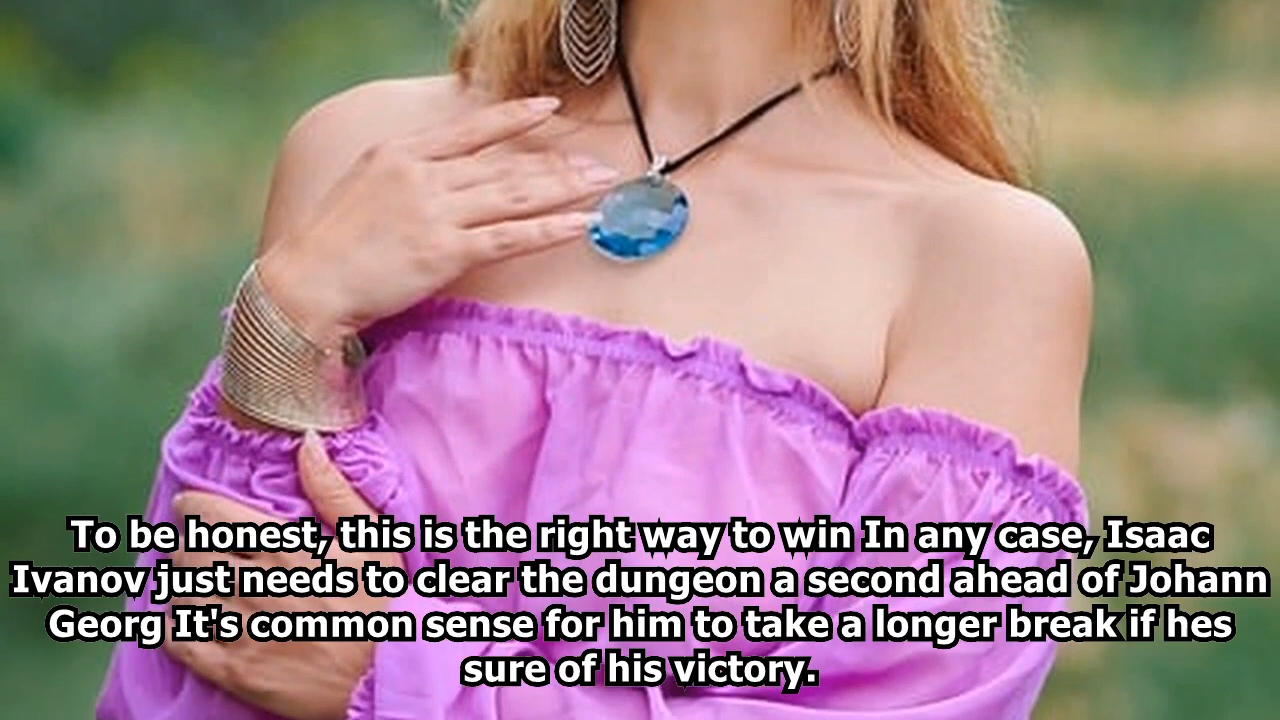 To be honest, this is the right way to win In any case, Isaac
Ivanov just needs to clear the dungeon a second ahead of Johann
Georg It's common sense for him to take a longer break if hes
sure of his victory.